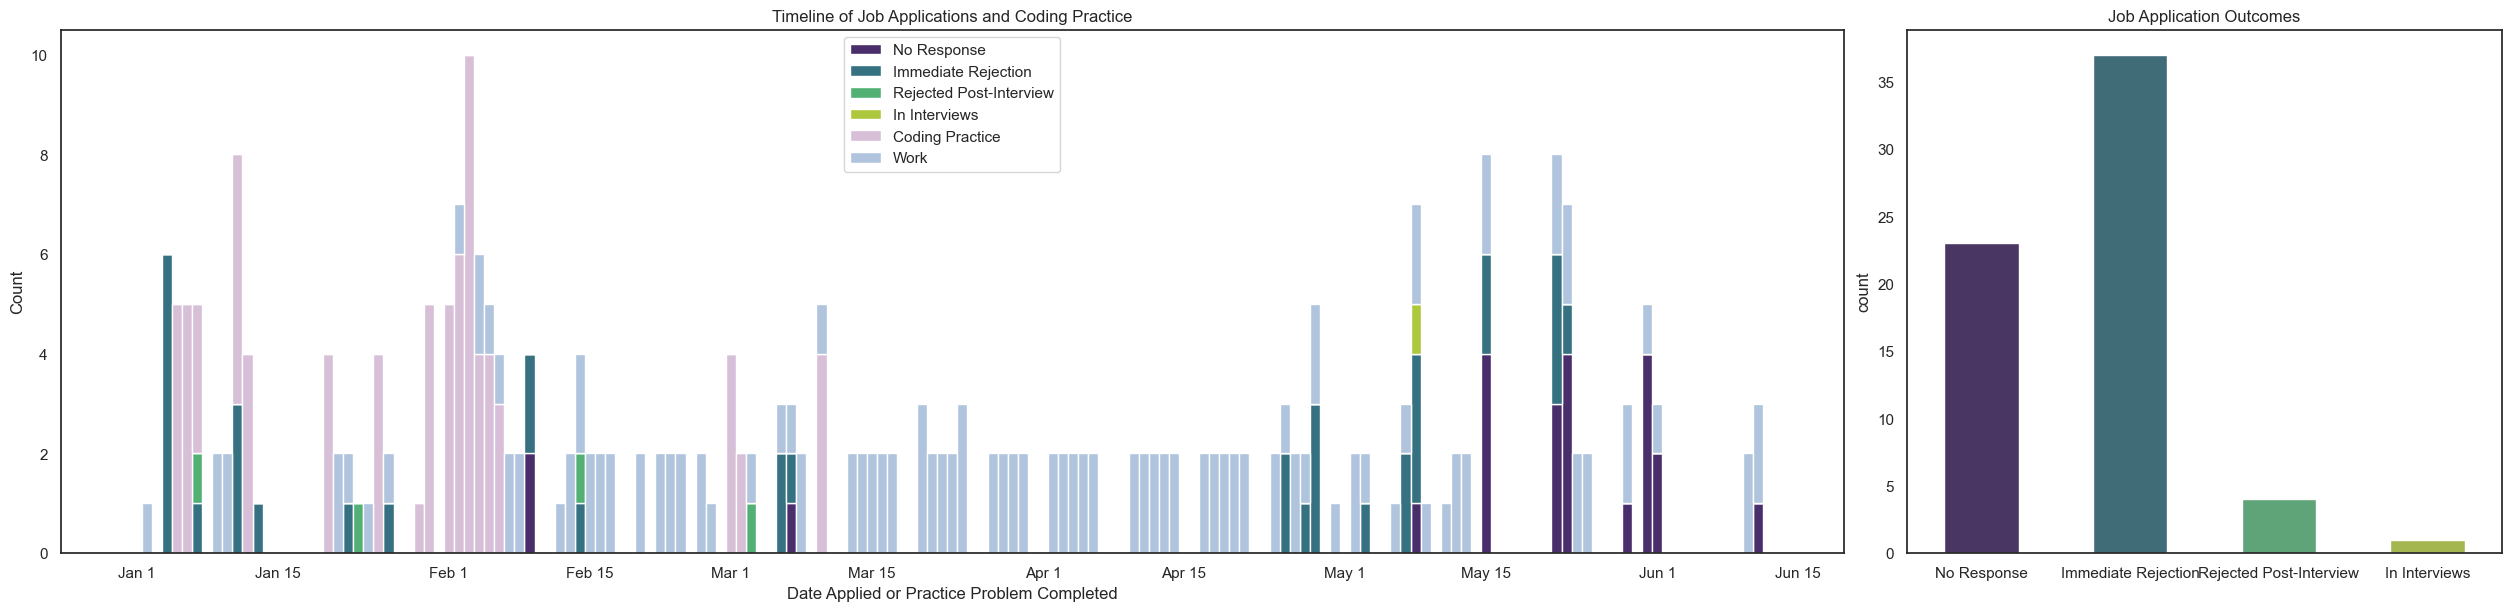 Timeline of Job Applications and Coding Practice
Count
10
8
6
4
2
0
No Response
Immediate Rejection
Rejected Post-Interview
In Interviews
Coding Practice
Work
Jan 1
Jan 15
Feb 1
Feb 15
Mar 1
Mar 15
Apr 1
Apr 15
May 1
May 15
Jun 1
Jun 15
Date Applied or Practice Problem Completed
Job Application Outcomes
count
35
30
25
20
15
10
5
0
No Response
Immediate Rejection
Rejected Post-Interview
In Interviews